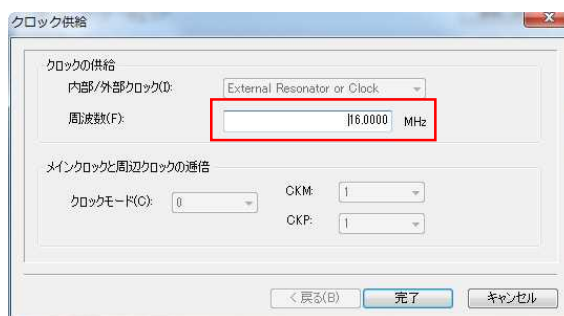 クロック供給
クロックの供給
内部/外部クロック(I):
External Resonator or Clock
周波数(F):
16.0000 MHz
メインクロックと周辺クロックの逓倍
クロックモード(C):
0
CKM:
1
CKP:
1
< 戻る(B)
完了
キャンセル